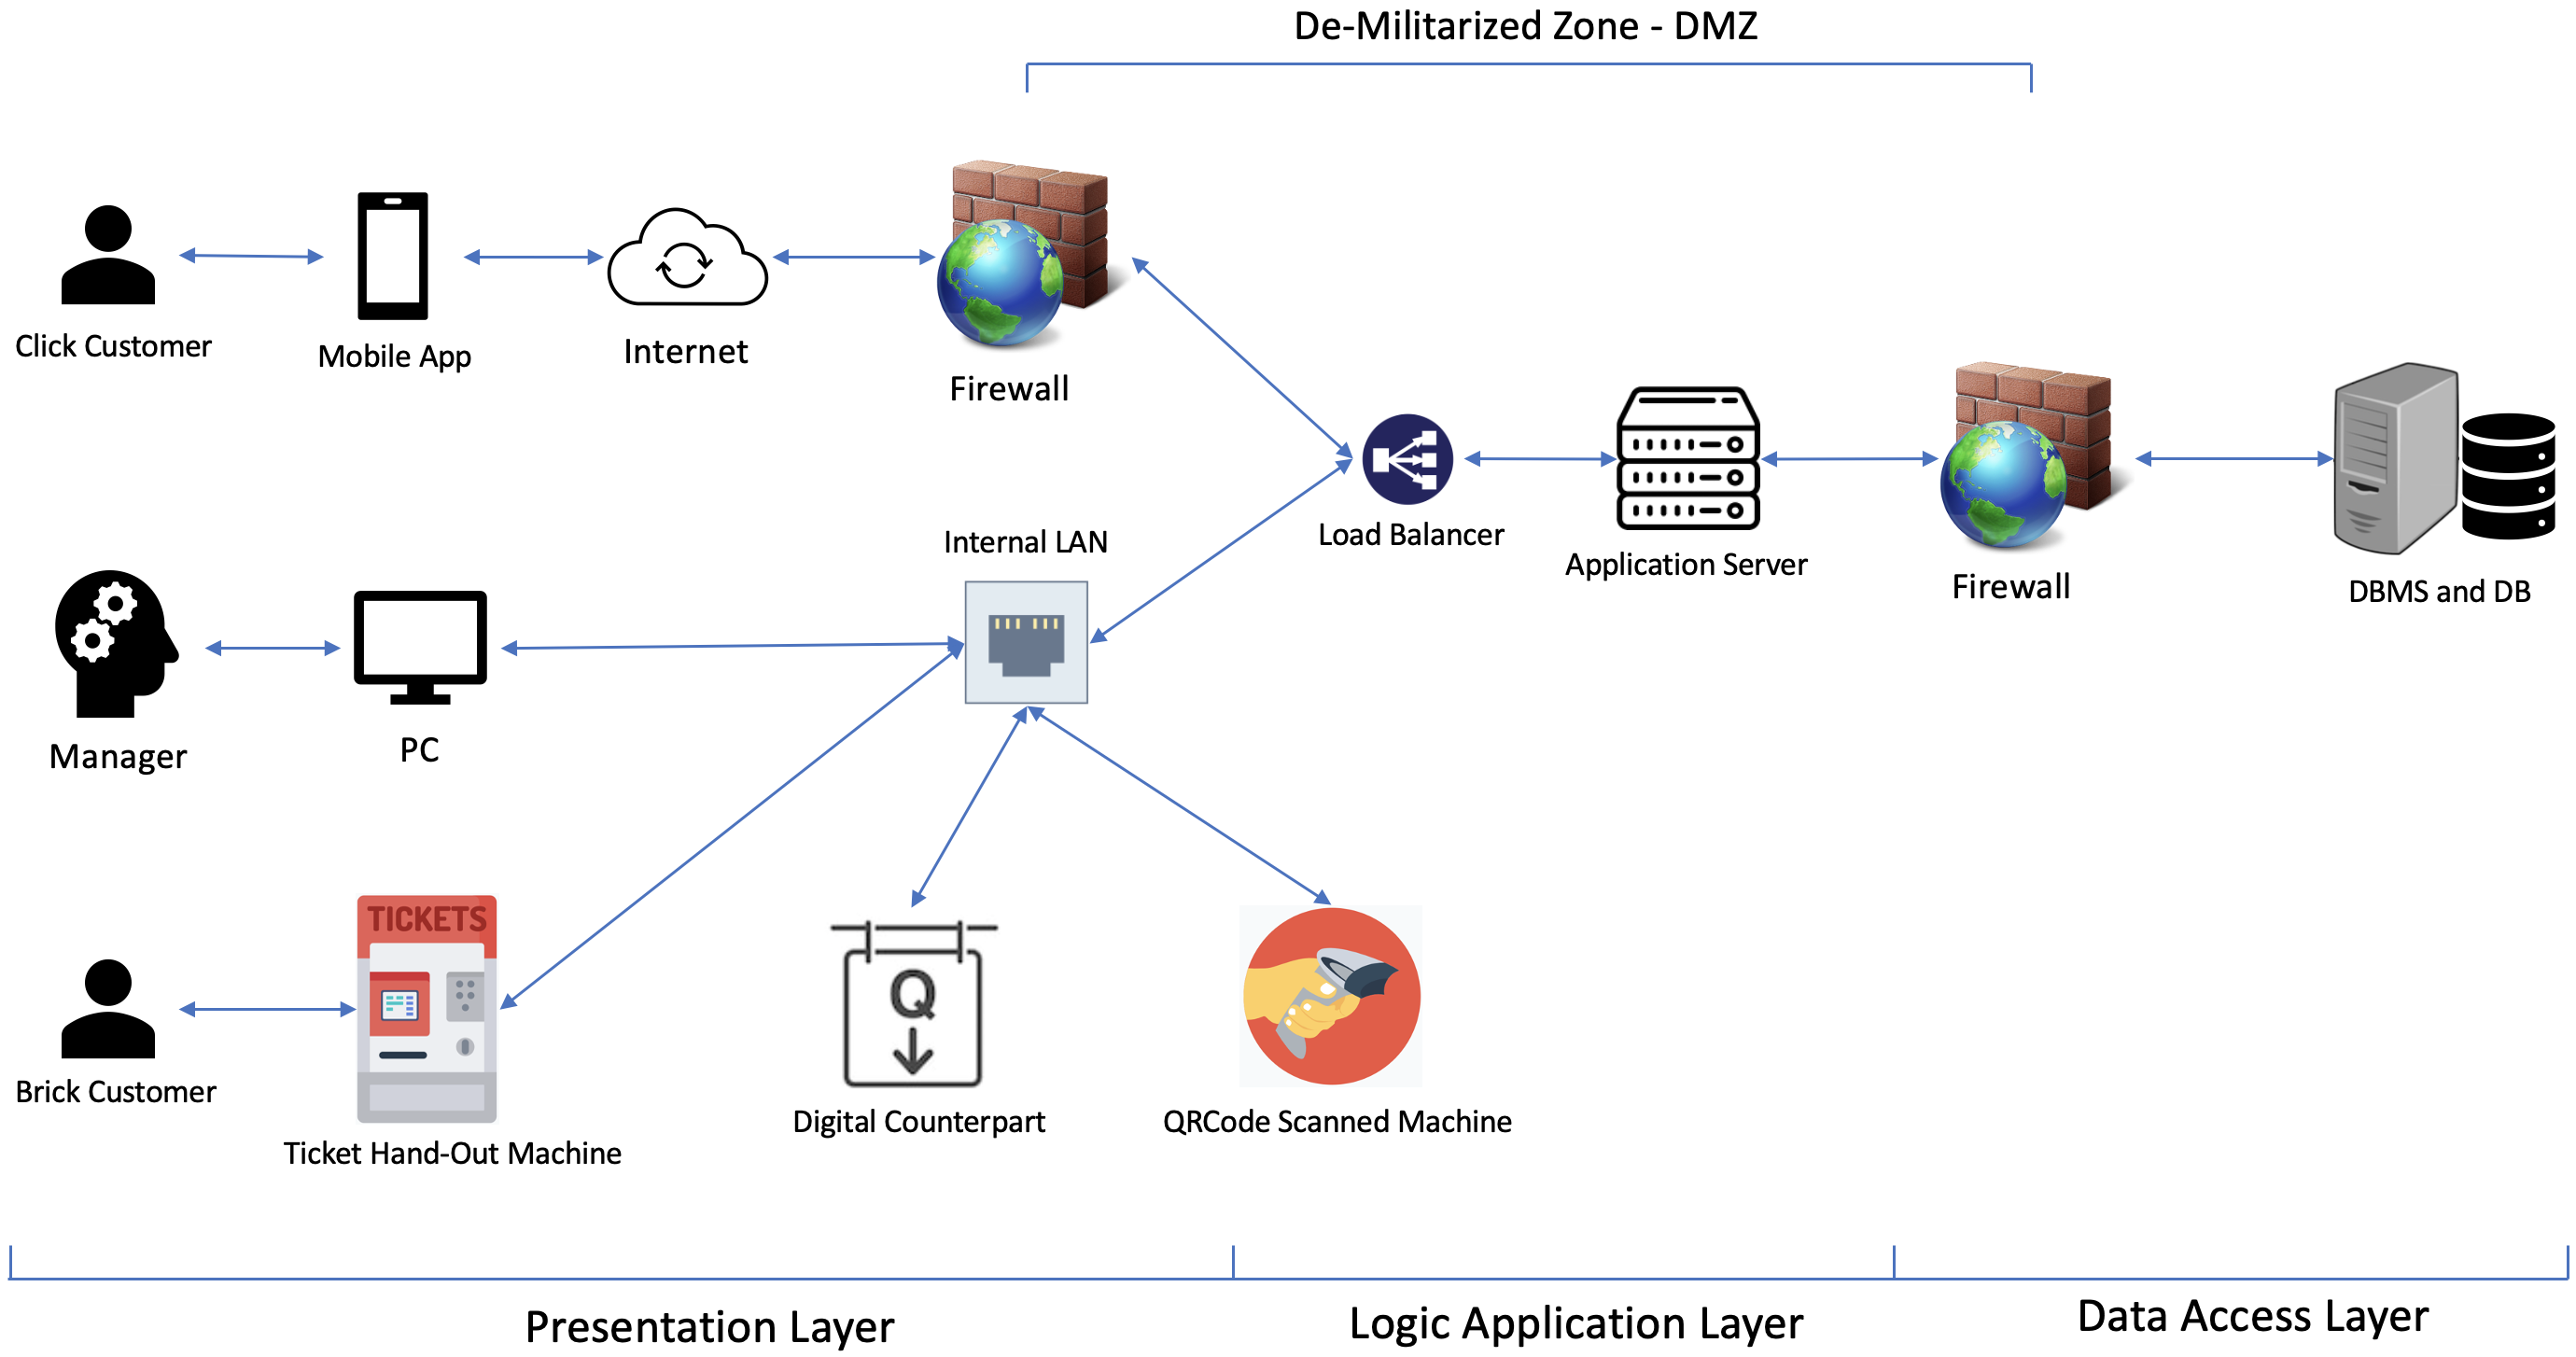 De-Militarized Zone - DMZ
Click Customer
Mobile App
Internet
Firewall
Load Balancer
Application Server
Firewall
DBMS and DB
Internal LAN
Manager
PC
TICKETS
Q
Brick Customer
Ticket Hand-Out Machine
Digital Counterpart
QRCode Scanned Machine
Presentation Layer
Logic Application Layer
Data Access Layer